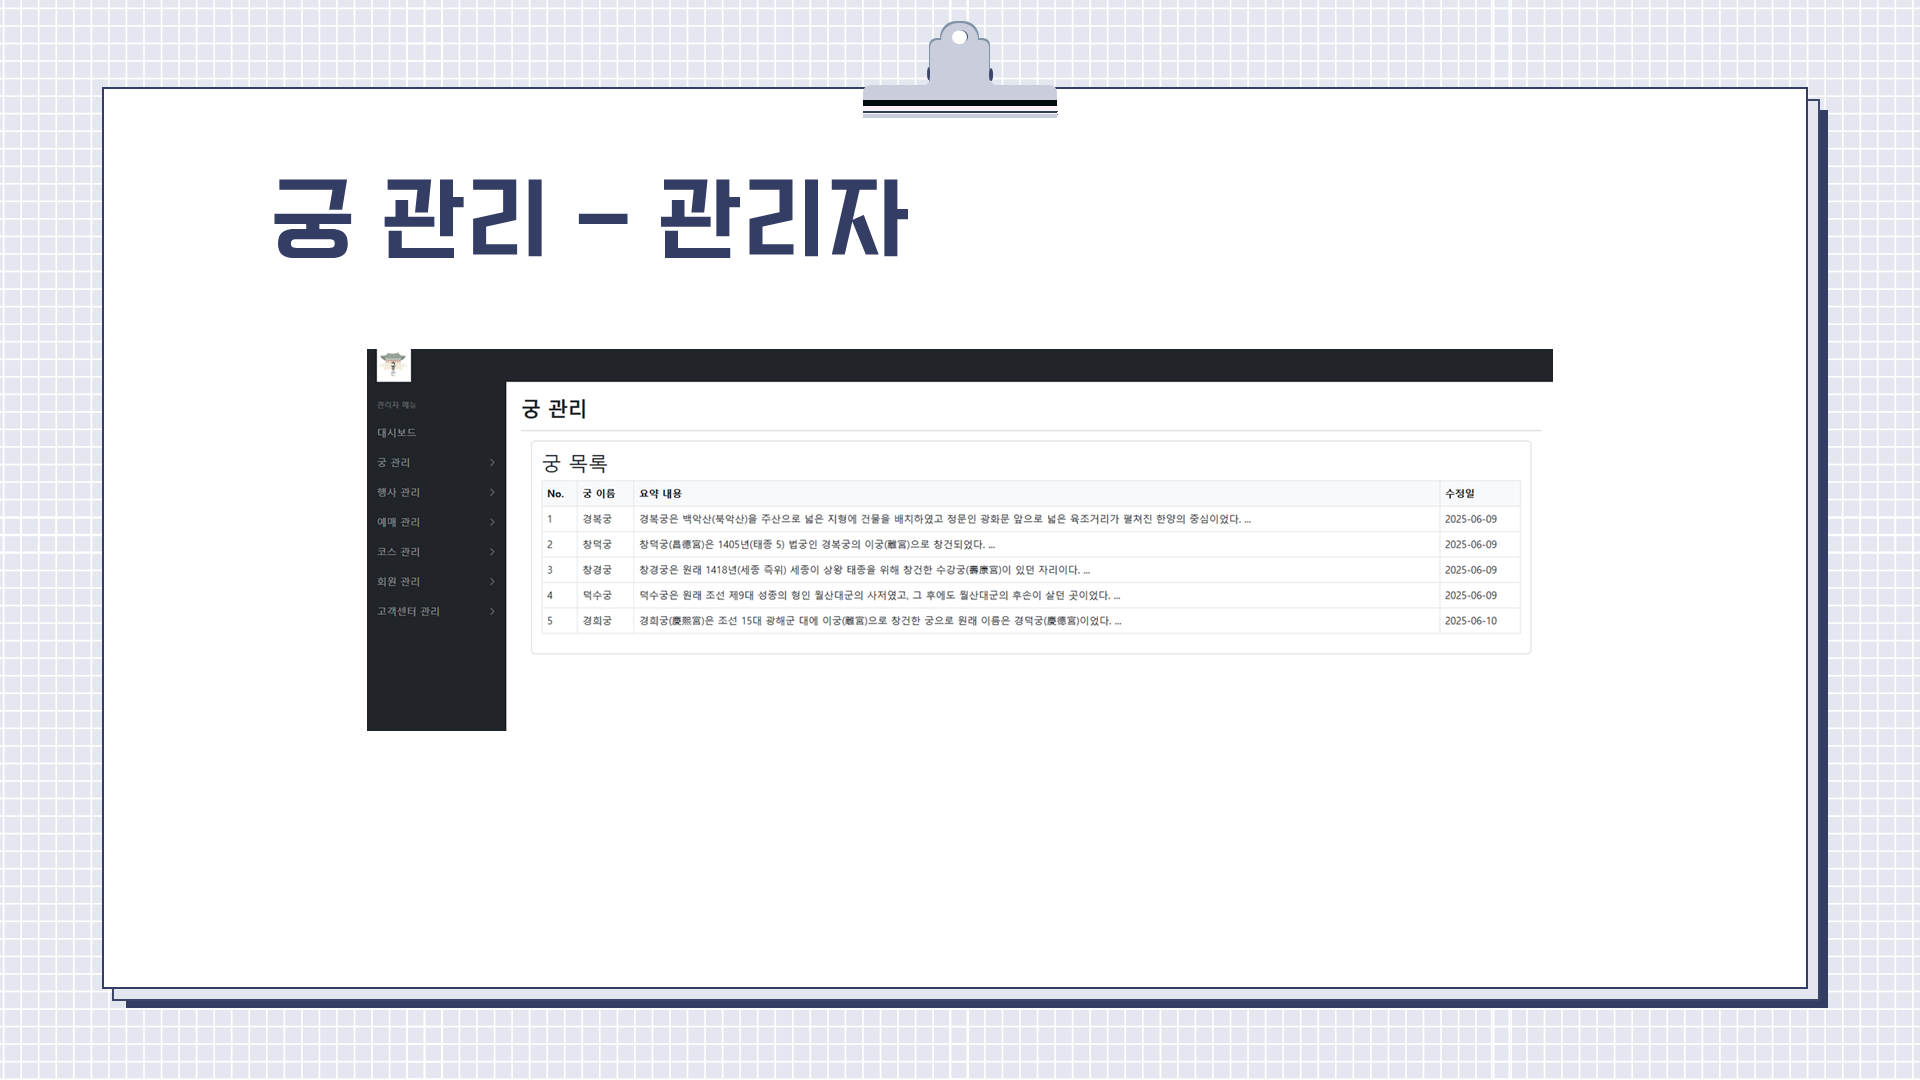 궁 관리 – 관리자
관리자 메뉴
대시보드
궁 관리
행사 관리
예매 관리
코스 관리
회원 관리
고객센터 관리
궁 관리
궁 목록
No. 궁 이름 요약 내용 수정일
1 경복궁 경복궁은 백악산(북악산)을 주산으로 넓은 지형에 건물을 배치하였고 정문인 광화문 앞으로 넓은 육조거리가 펼쳐진 한양의 중심이었다. ... 2025-06-09
2 창덕궁 창덕궁(昌德宮)은 1405년(태종 5) 법궁인 경복궁의 이궁(離宮)으로 창건되었다. ... 2025-06-09
3 창경궁 창경궁은 원래 1418년(세종 즉위) 세종이 상왕 태종을 위해 창건한 수강궁(壽康宮)이 있던 자리이다. ... 2025-06-09
4 덕수궁 덕수궁은 원래 조선 제9대 성종의 형인 월산대군의 사저였고, 그 후에도 월산대군의 후손이 살던 곳이었다. ... 2025-06-09
5 경희궁 경희궁(慶熙宮)은 조선 15대 광해군 대에 이궁(離宮)으로 창건한 궁으로 원래 이름은 경덕궁(慶德宮)이었다. ... 2025-06-10